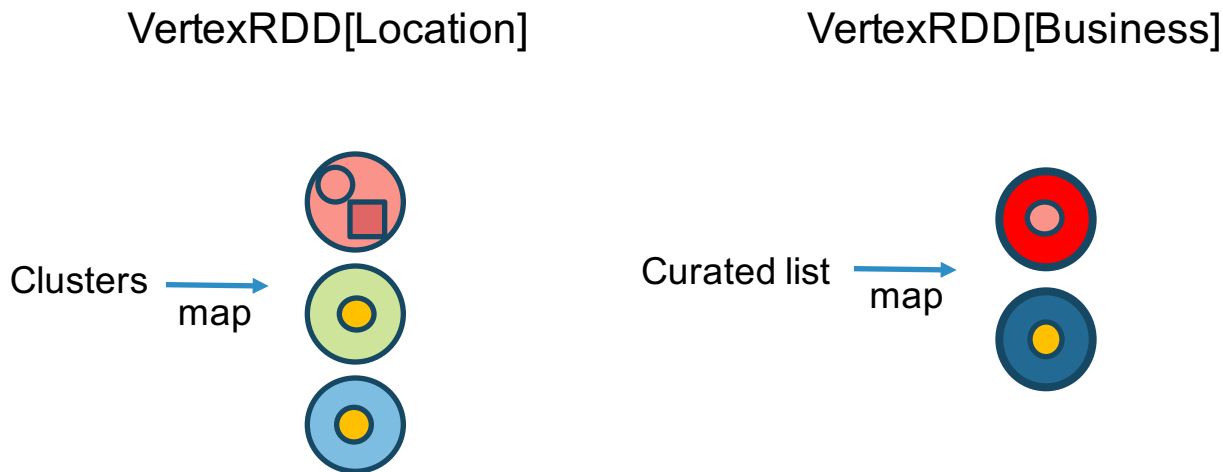 VertexRDD[Location]
VertexRDD[Business]
Clusters
map
Curated list
map